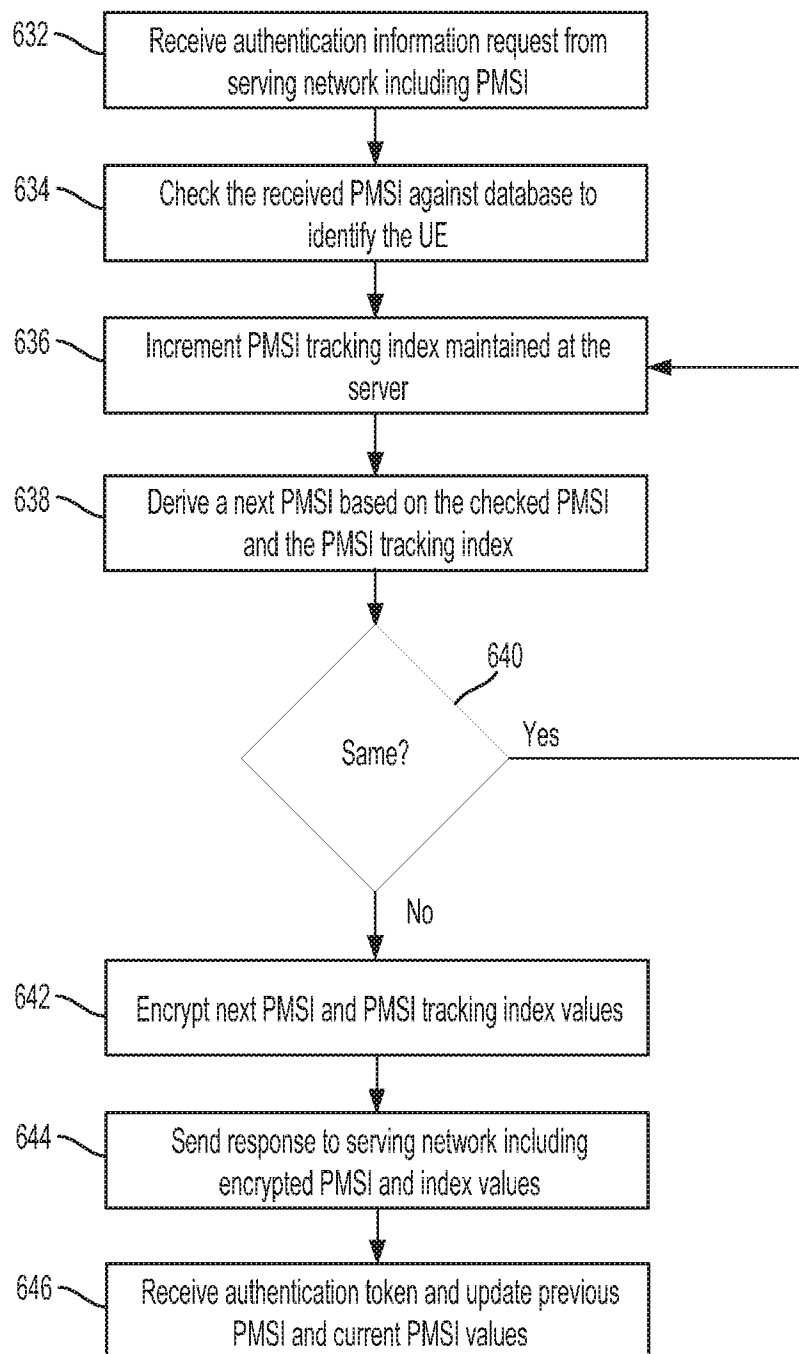 632
Receive authentication information request from
serving network including PMSI
634
Check the received PMSI against database to
identify the UE
636
Increment PMSI tracking index maintained at the
server
638
Derive a next PMSI based on the checked PMSI
and the PMSI tracking index
640
Same?
Yes
No
642
Encrypt next PMSI and PMSI tracking index values
644
Send response to serving network including
encrypted PMSI and index values
646
Receive authentication token and update previous
PMSI and current PMSI values